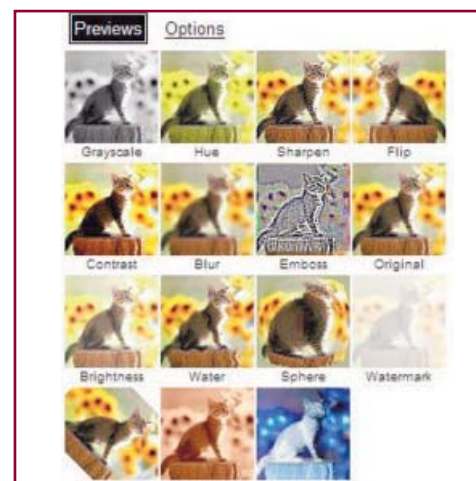 Previews Options
Grayscale Hue Sharpen Flip
Contrast Blur Emboss Original
Brightness Water Sphere Watermark